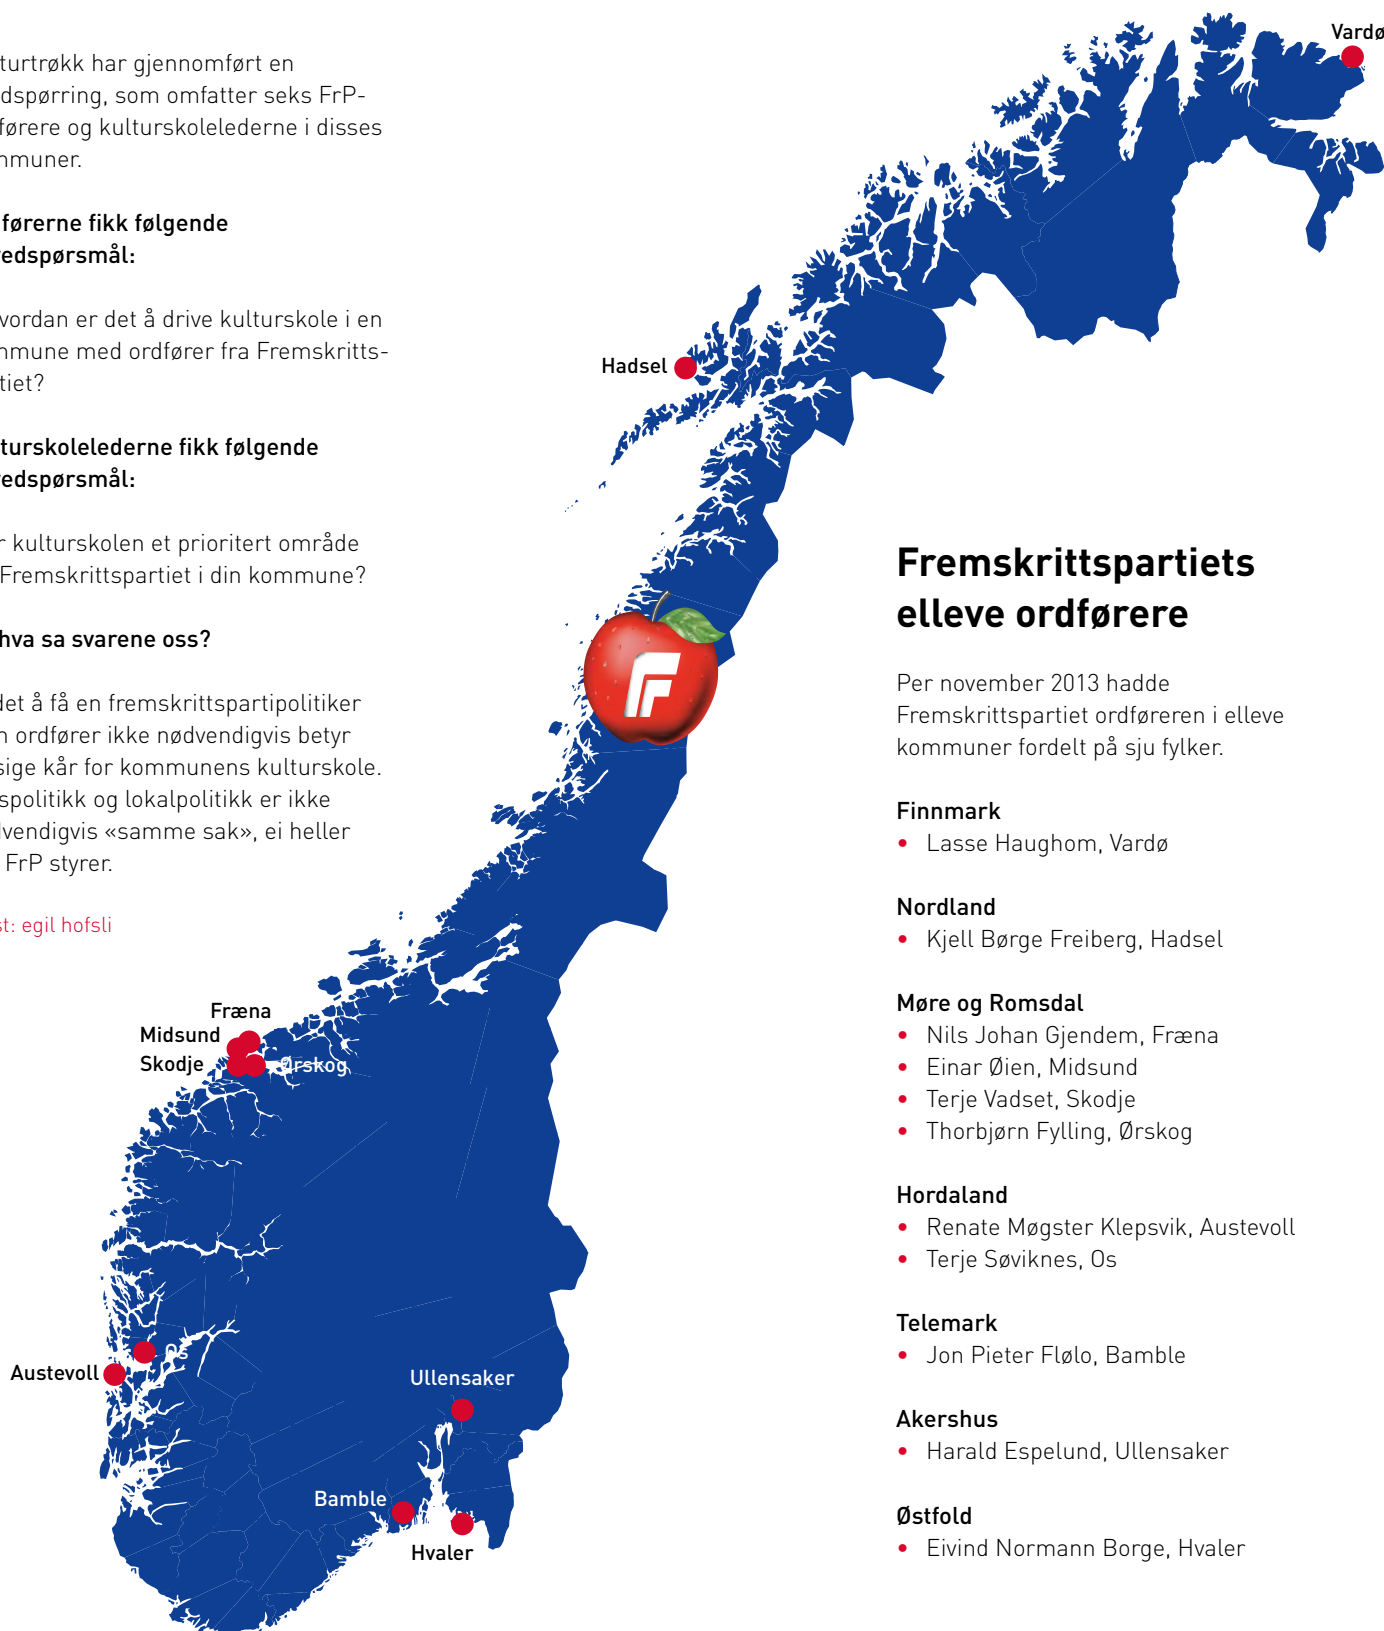 turtrøkk har gjennomført en
dspørring, som omfatter seks FrP-
førere og kulturskolelederne i disses
mmuner.
førerne fikk følgende
edspørsmål:
vordan er det å drive kulturskole i en
mmune med ordfører fra Fremskritts-
tiet?
turskolelederne fikk følgende
edspørsmål:
r kulturskolen et prioritert område
Fremskrittspartiet i din kommune?
hva sa svarene oss?
det å få en fremskrittspartipolitiker
n ordfører ikke nødvendigvis betyr
sige kår for kommunens kulturskole.
spolitikk og lokalpolitikk er ikke
dvendigvis «samme sak», ei heller
FrP styrer.
st: egil hofsli
Vardø
Hadsel
Fræna
Midsund
Skodje
Ørskog
Os
Austevoll
Ullensaker
Bamble
Hvaler
Fremskrittspartiets
elleve ordførere
Per november 2013 hadde
Fremskrittspartiet ordføreren i elleve
kommuner fordelt på sju fylker.
Finnmark
• Lasse Haughom, Vardø
Nordland
• Kjell Børge Freiberg, Hadsel
Møre og Romsdal
• Nils Johan Gjendem, Fræna
• Einar Øien, Midsund
• Terje Vadset, Skodje
• Thorbjørn Fylling, Ørskog
Hordaland
• Renate Møgster Klepsvik, Austevoll
• Terje Søviknes, Os
Telemark
• Jon Pieter Flølo, Bamble
Akershus
• Harald Espelund, Ullensaker
Østfold
• Eivind Normann Borge, Hvaler